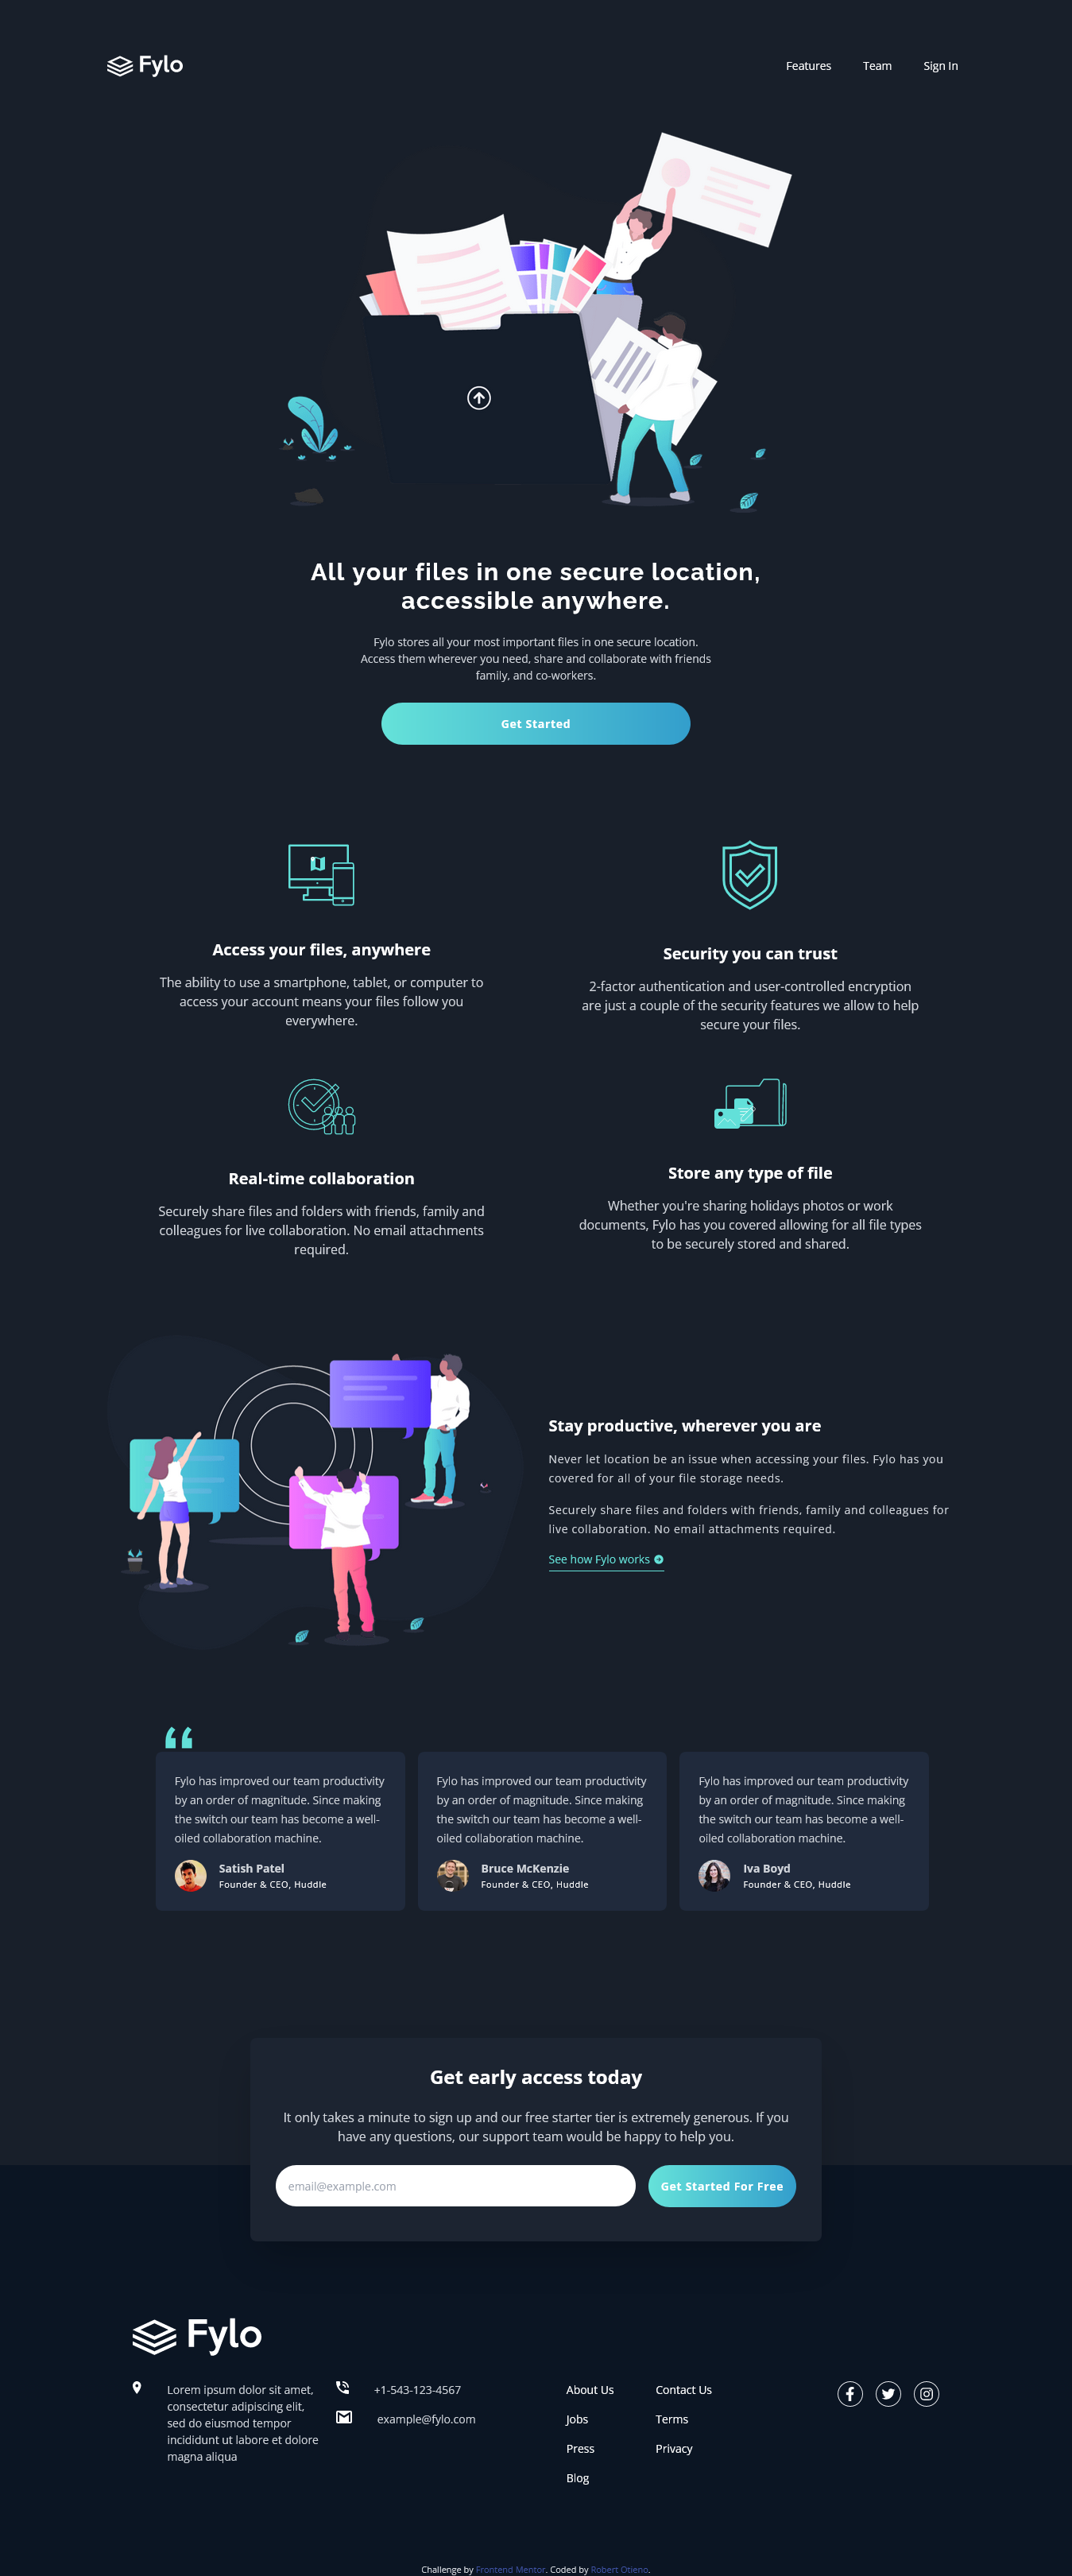 Fylo
Features Team Sign In
All your files in one secure location,
accessible anywhere.
Fylo stores all your most important files in one secure location.
Access them wherever you need, share and collaborate with friends
family, and co-workers.
Get Started
Access your files, anywhere
The ability to use a smartphone, tablet, or computer to
access your account means your files follow you
everywhere.
Security you can trust
2-factor authentication and user-controlled encryption
are just a couple of the security features we allow to help
secure your files.
Real-time collaboration
Securely share files and folders with friends, family and
colleagues for live collaboration. No email attachments
required.
Store any type of file
Whether you're sharing holidays photos or work
documents, Fylo has you covered allowing for all file types
to be securely stored and shared.
Stay productive, wherever you are
Never let location be an issue when accessing your files. Fylo has you
covered for all of your file storage needs.
Securely share files and folders with friends, family and colleagues for
live collaboration. No email attachments required.
See how Fylo works
“
Fylo has improved our team productivity
by an order of magnitude. Since making
the switch our team has become a well-
oiled collaboration machine.
Satish Patel
Founder & CEO, Huddle
Fylo has improved our team productivity
by an order of magnitude. Since making
the switch our team has become a well-
oiled collaboration machine.
Bruce McKenzie
Founder & CEO, Huddle
Fylo has improved our team productivity
by an order of magnitude. Since making
the switch our team has become a well-
oiled collaboration machine.
Iva Boyd
Founder & CEO, Huddle
Get early access today
It only takes a minute to sign up and our free starter tier is extremely generous. If you
have any questions, our support team would be happy to help you.
email@example.com
Get Started For Free
Fylo
Lorem ipsum dolor sit amet,
consectetur adipiscing elit,
sed do eiusmod tempor
incididunt ut labore et dolore
magna aliqua
+1-543-123-4567
example@fylo.com
About Us
Jobs
Press
Blog
Contact Us
Terms
Privacy
Challenge by Frontend Mentor. Coded by Robert Otieno.